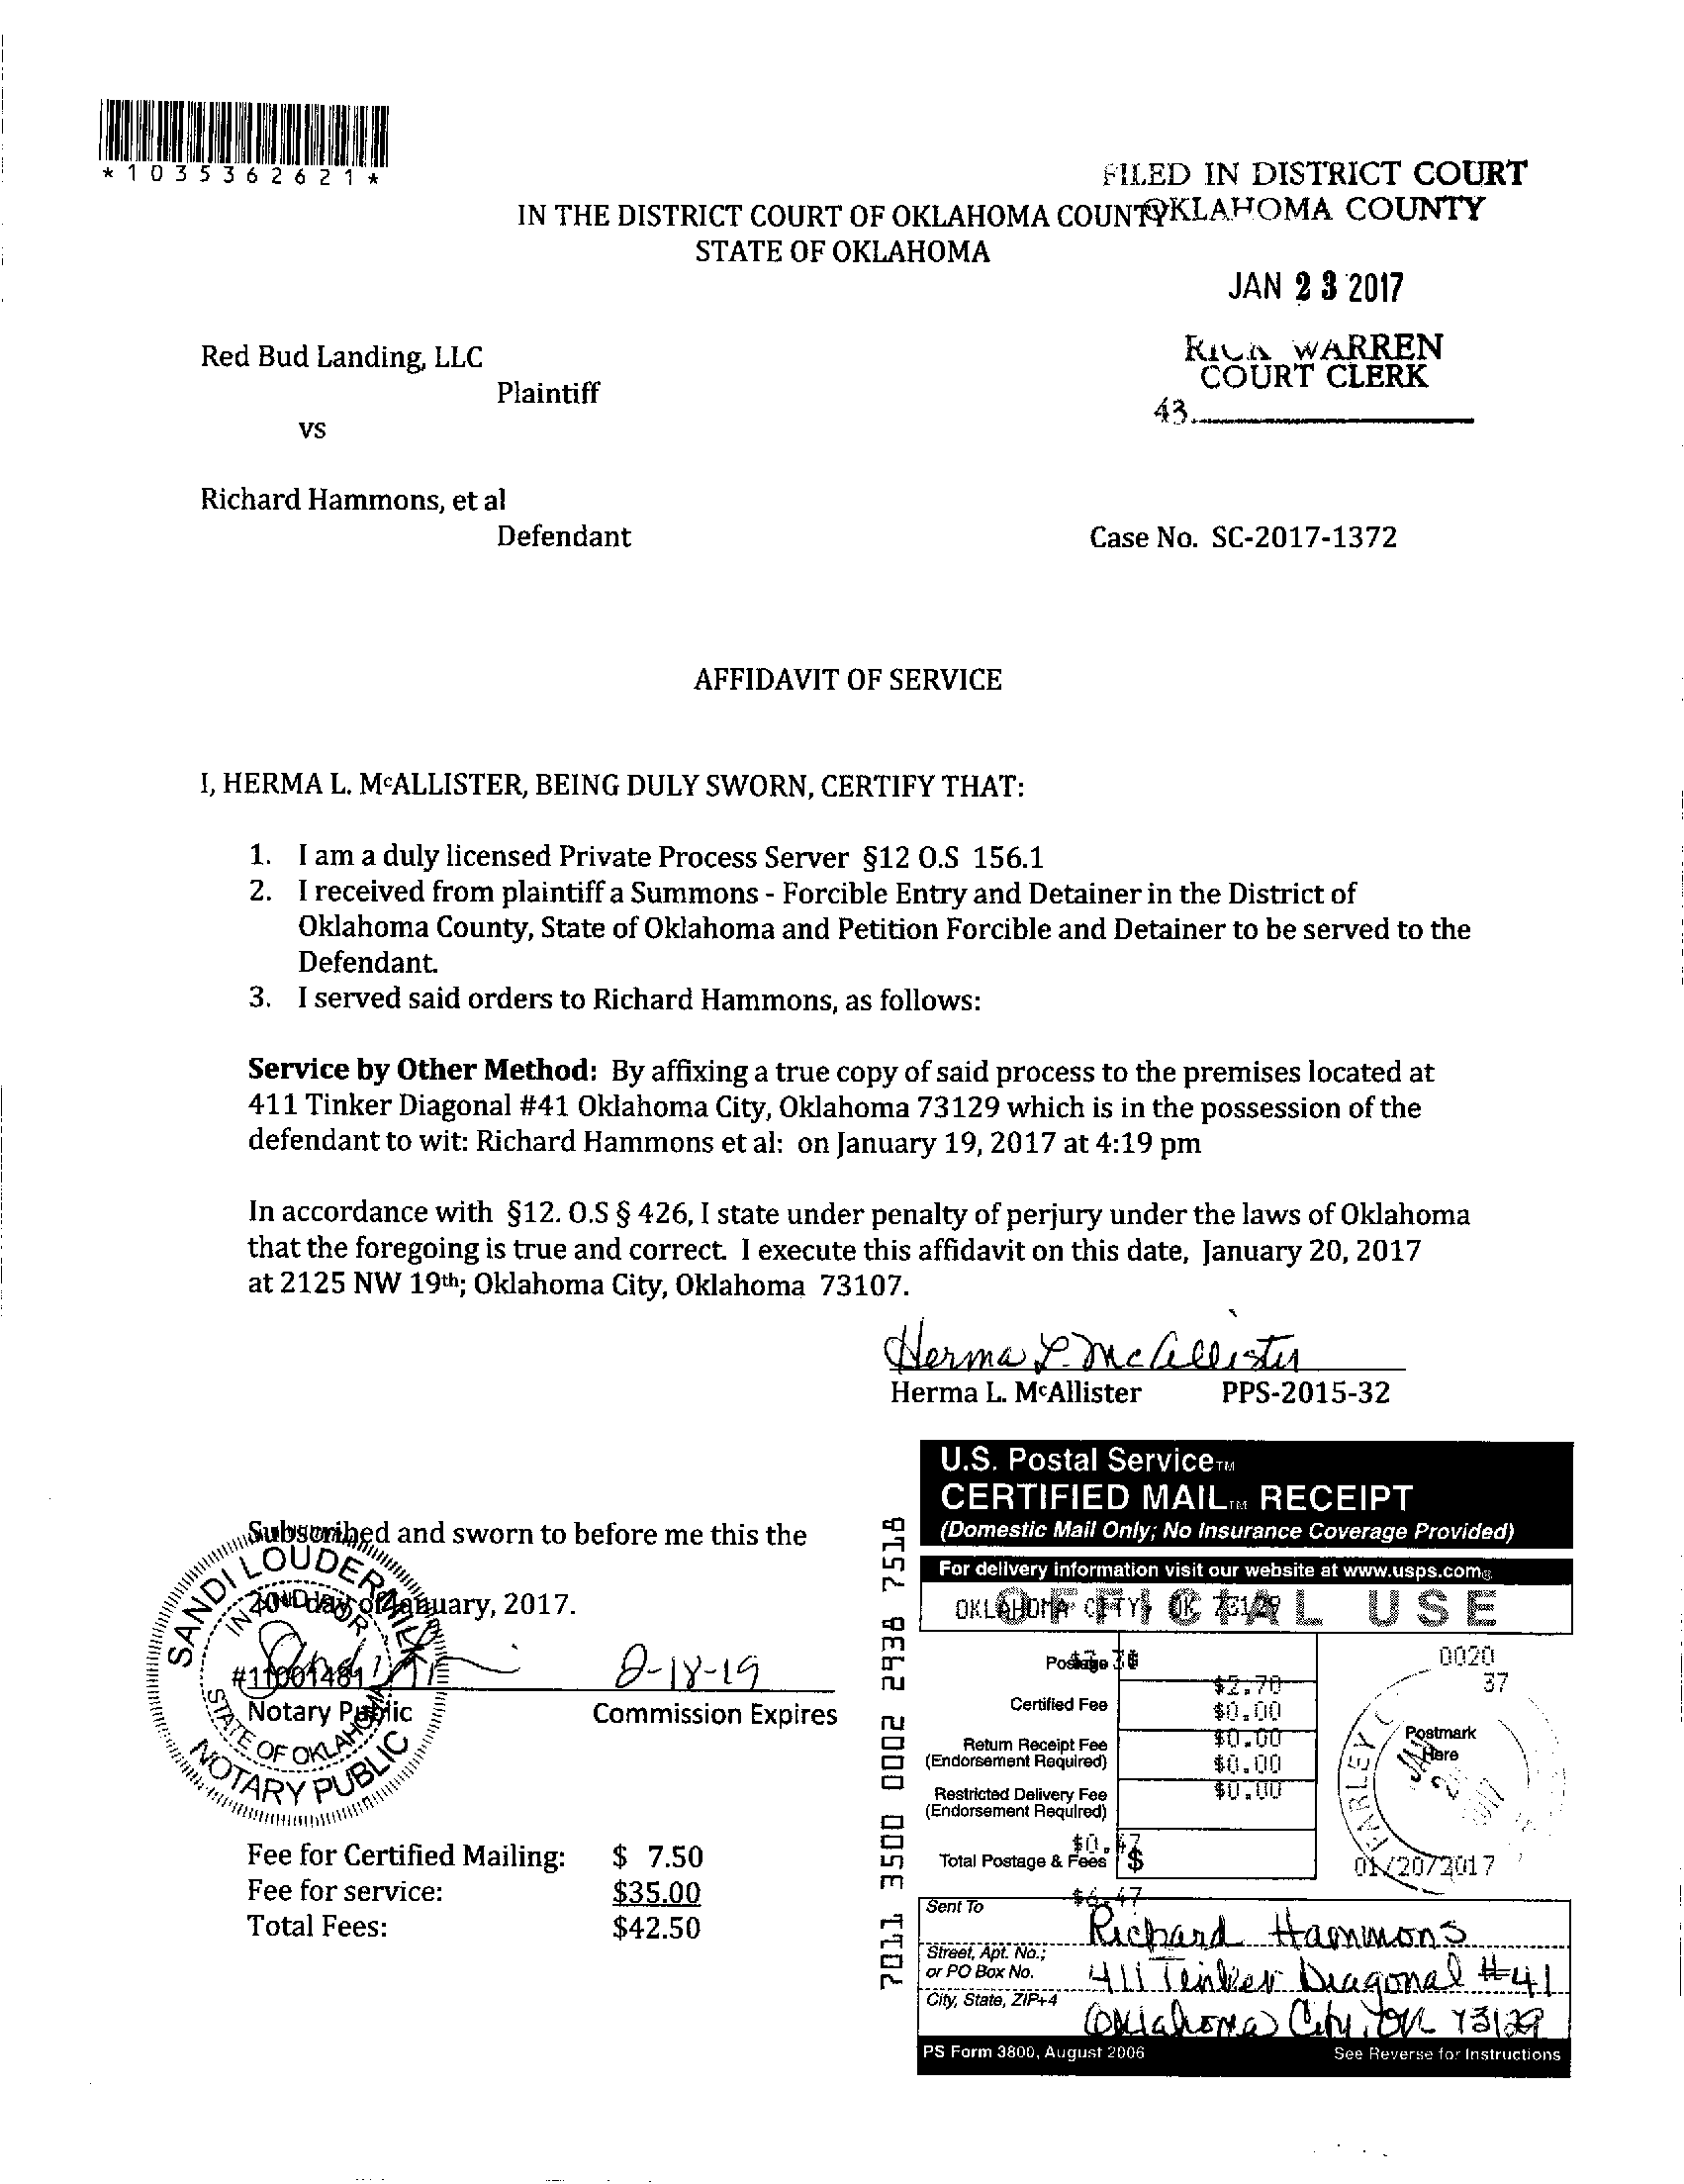 *1035362621*
FILED IN DISTRICT COURT
OKLAHOMA COUNTY
IN THE DISTRICT COURT OF OKLAHOMA COUNTY
STATE OF OKLAHOMA
JAN 23 2017
RICK WARREN
COURT CLERK
43
Red Bud Landing, LLC
Plaintiff
vs
Richard Hammons, et al
Defendant
Case No. SC-2017-1372
AFFIDAVIT OF SERVICE
I, HERMA L. McALLISTER, BEING DULY SWORN, CERTIFY THAT:
1. I am a duly licensed Private Process Server §12 O.S 156.1
2. I received from plaintiff a Summons - Forcible Entry and Detainer in the District of
Oklahoma County, State of Oklahoma and Petition Forcible and Detainer to be served to the
Defendant.
3. I served said orders to Richard Hammons, as follows:
Service by Other Method: By affixing a true copy of said process to the premises located at
411 Tinker Diagonal #41 Oklahoma City, Oklahoma 73129 which is in the possession of the
defendant to wit: Richard Hammons et al: on January 19, 2017 at 4:19 pm
In accordance with §12. O.S § 426, I state under penalty of perjury under the laws of Oklahoma
that the foregoing is true and correct. I execute this affidavit on this date, January 20, 2017
at 2125 NW 19th; Oklahoma City, Oklahoma 73107.
Herma L. McAllister
Herma L. McAllister PPS-2015-32
Subscribed and sworn to before me this the
20 day of January, 2017.
8-18-19
Notary Public
Commission Expires
SANDI LOUDERMILK
IN AND FOR
#11001481
STATE OF OKLAHOMA
NOTARY PUBLIC
Fee for Certified Mailing: $ 7.50
Fee for service: $35.00
Total Fees: $42.50
7011 3500 0002 2938 7518
U.S. Postal Service™
CERTIFIED MAIL™ RECEIPT
(Domestic Mail Only; No Insurance Coverage Provided)
For delivery information visit our website at www.usps.com®
OFFICIAL USE
OKLAHOMA CITY, OK 73129
Postage
$2.70
Certified Fee
$0.00
Return Receipt Fee
(Endorsement Required)
$0.00
$0.00
Restricted Delivery Fee
(Endorsement Required)
$0.00
$0.47
Total Postage & Fees $
$6.47
0020
37
Postmark
Here
FARLEY
JAN
2017
01/20/2017
Sent To
Richard Hammons
Street, Apt. No.;
or PO Box No.
411 Tinker Diagonal #41
City, State, ZIP+4
Oklahoma City, OK 73129
PS Form 3800, August 2006
See Reverse for Instructions